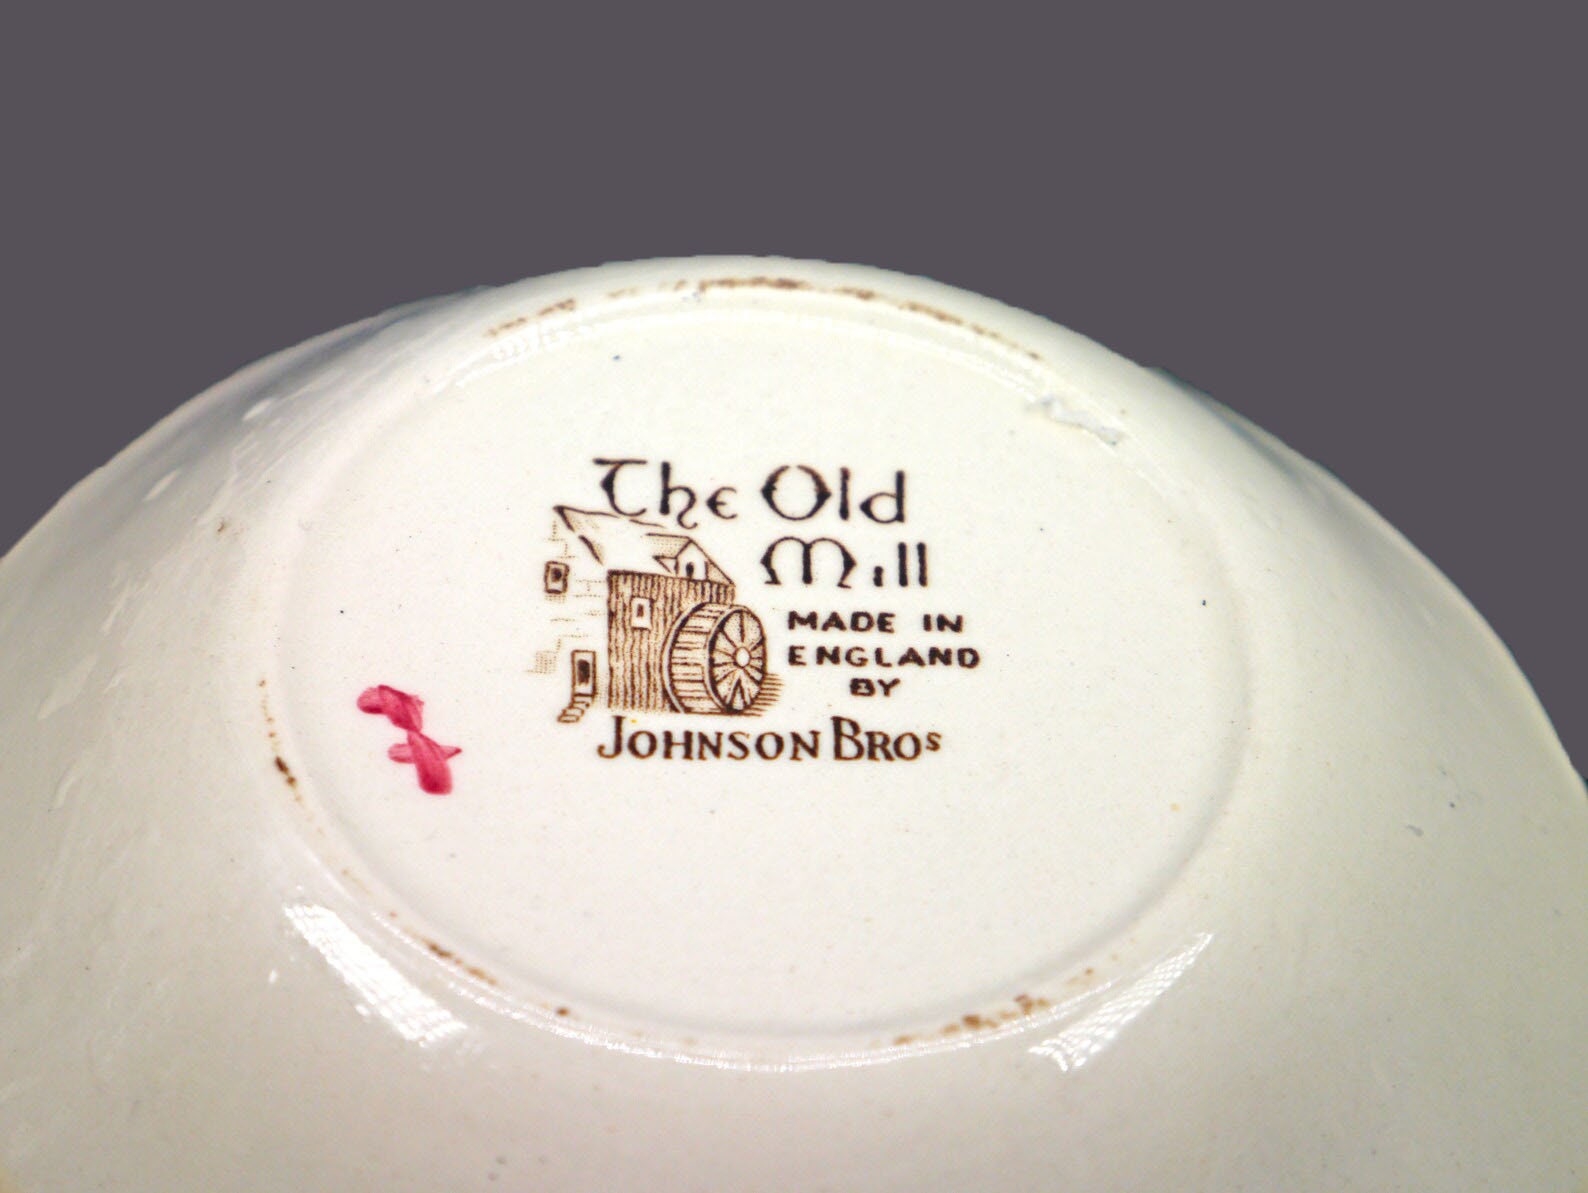 The Old
Mill
MADE IN
ENGLAND
BY
JOHNSON BROS